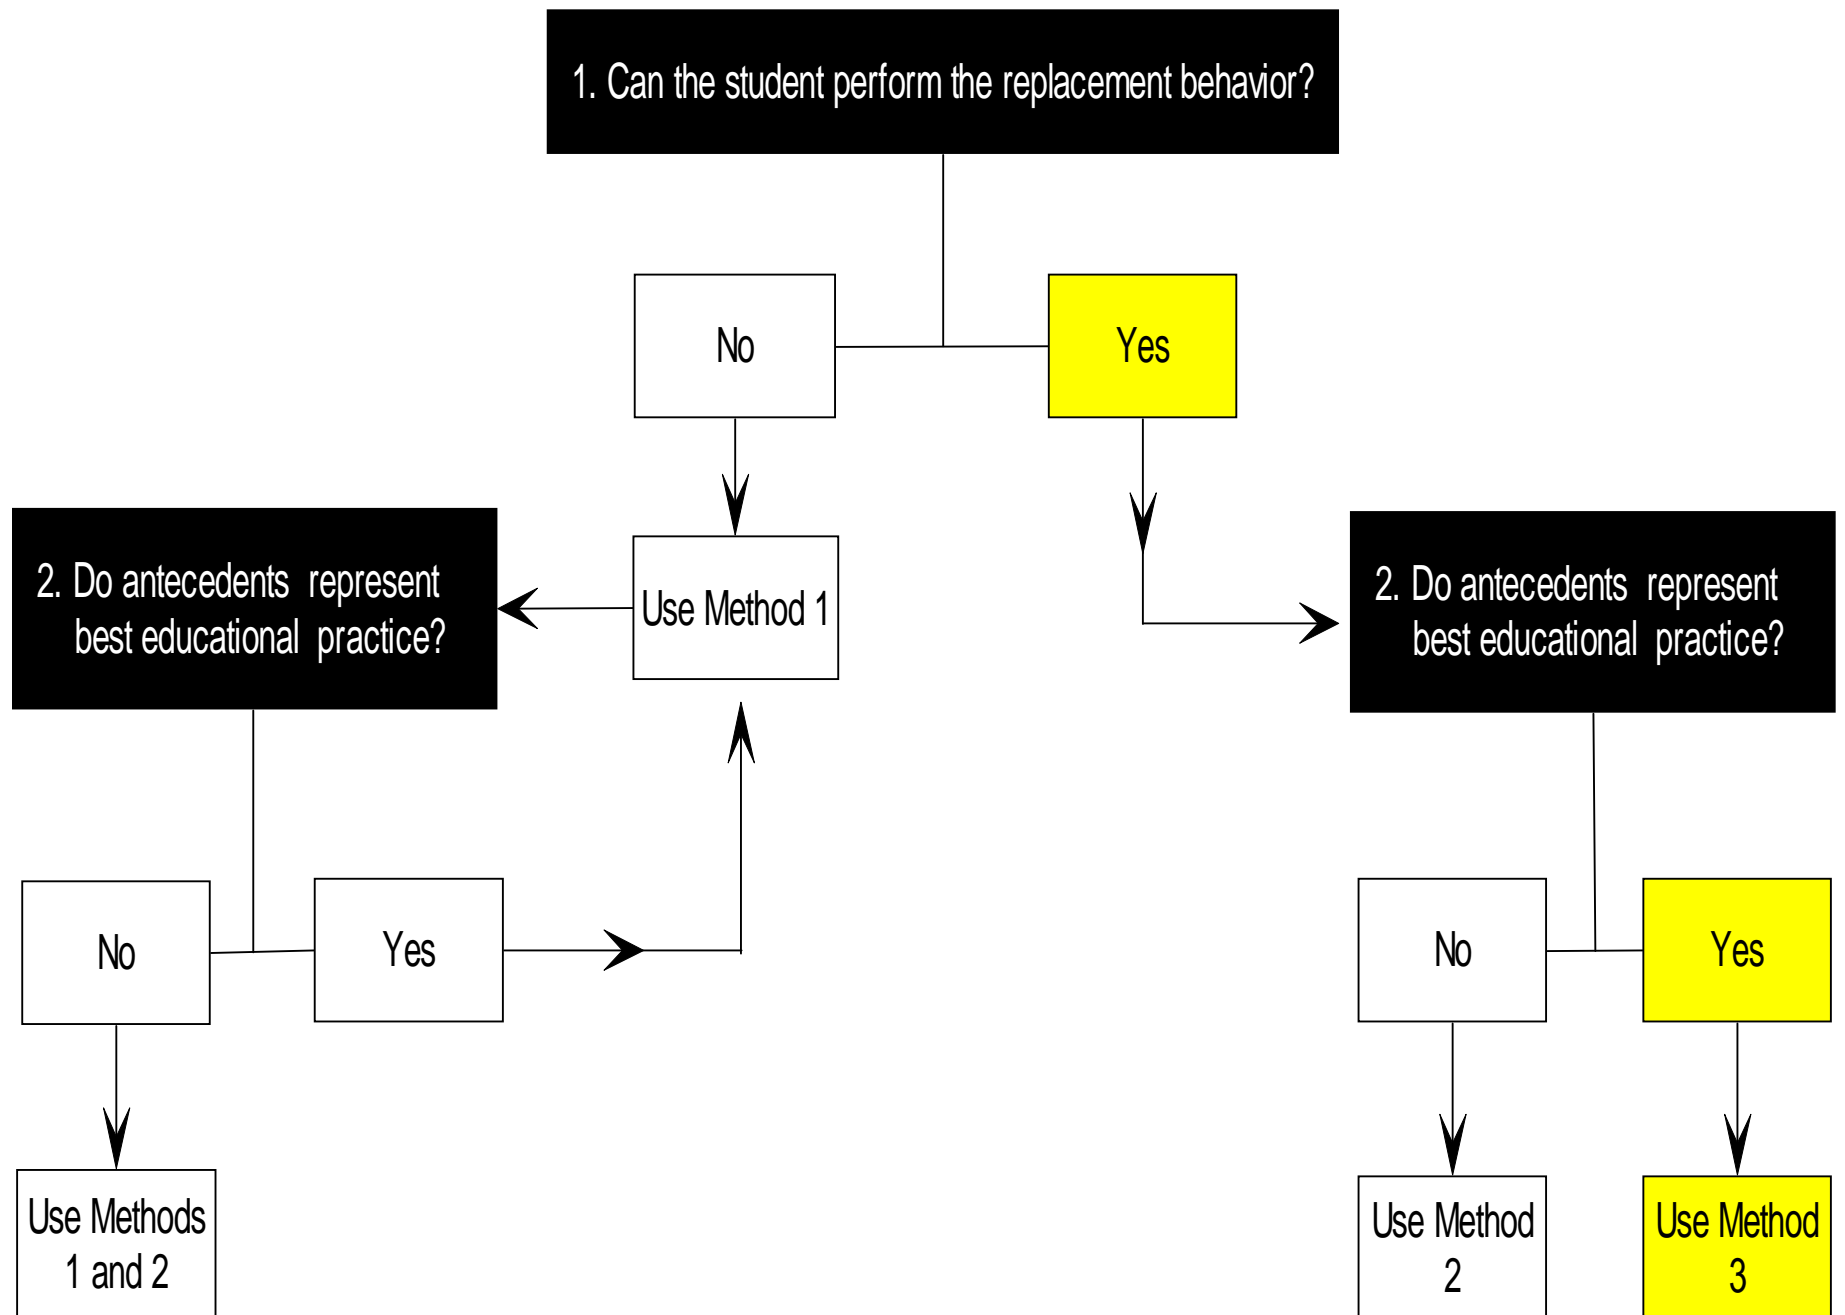 1. Can the student perform the replacement behavior?
No
Yes
2. Do antecedents represent
best educational practice?
Use Method 1
2. Do antecedents represent
best educational practice?
No
Yes
No
Yes
Use Methods
1 and 2
Use Method
2
Use Method
3